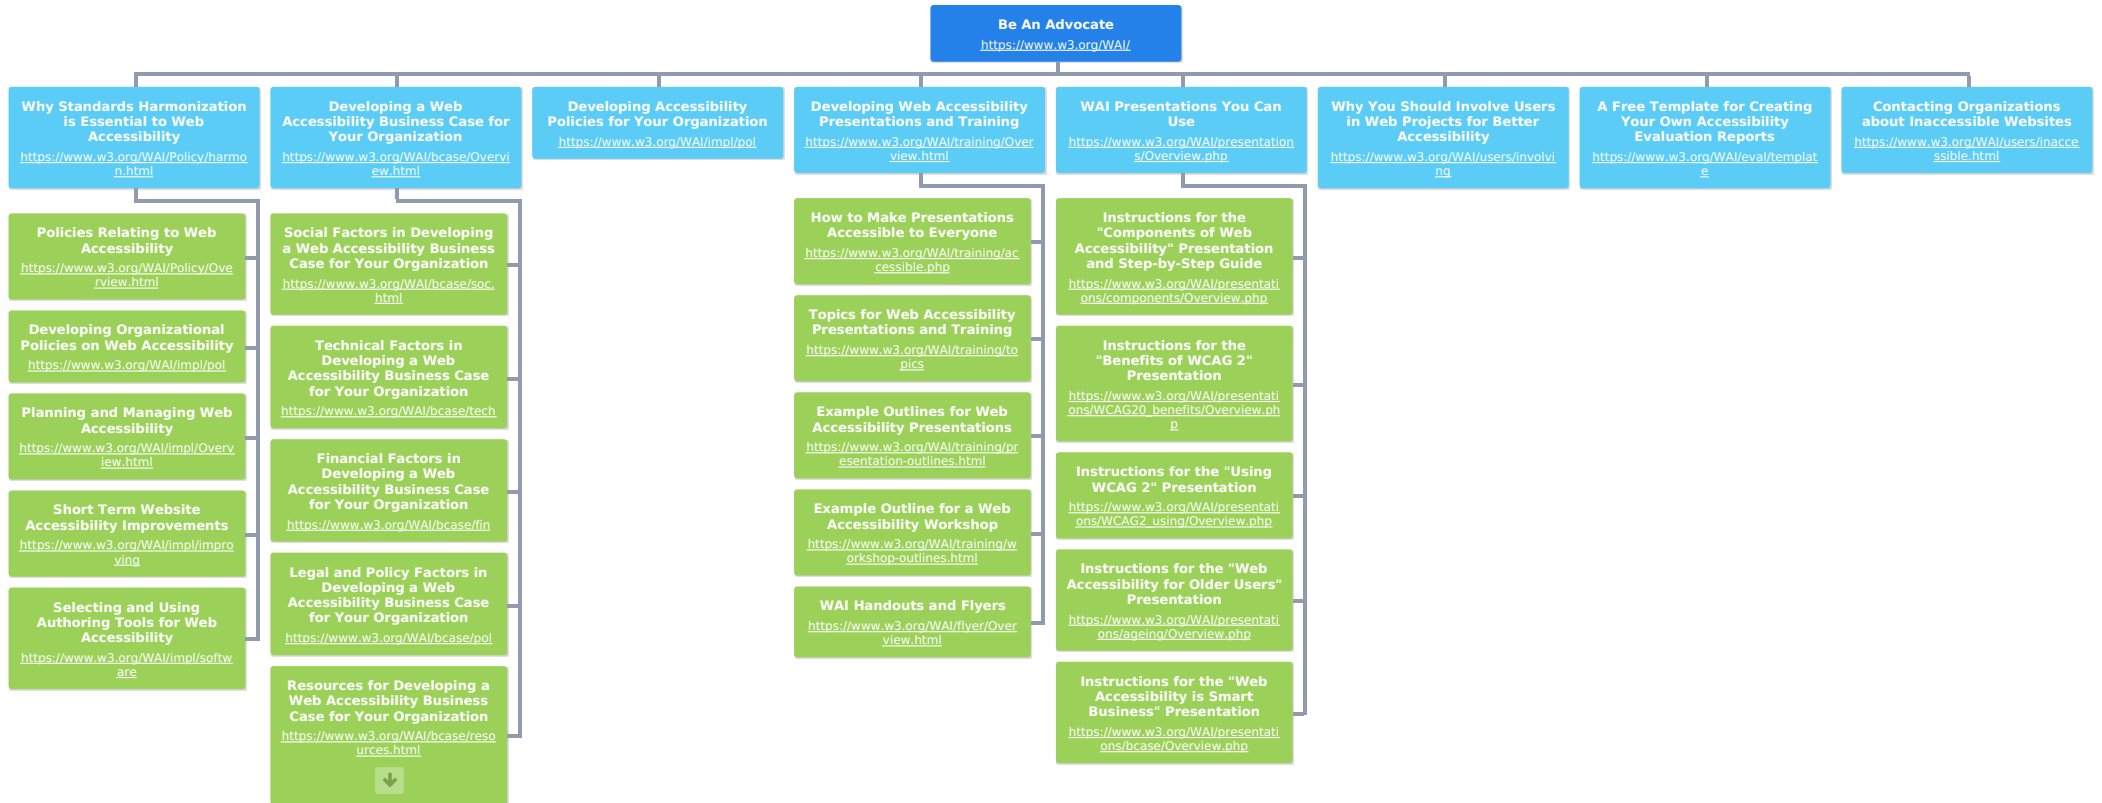 Be An Advocate
https://www.w3.org/WAI/
Why Standards Harmonization
is Essential to Web
Accessibility
https://www.w3.org/WAI/Policy/harmo
n.html
Policies Relating to Web
Accessibility
https://www.w3.org/WAI/Policy/Ove
rview.html
Developing Organizational
Policies on Web Accessibility
https://www.w3.org/WAI/impl/pol
Planning and Managing Web
Accessibility
https://www.w3.org/WAI/impl/Overv
iew.html
Short Term Website
Accessibility Improvements
https://www.w3.org/WAI/impl/impro
ving
Selecting and Using
Authoring Tools for Web
Accessibility
https://www.w3.org/WAI/impl/softw
are
Developing a Web
Accessibility Business Case for
Your Organization
https://www.w3.org/WAI/bcase/Overvi
ew.html
Social Factors in Developing
a Web Accessibility Business
Case for Your Organization
https://www.w3.org/WAI/bcase/soc.
html
Technical Factors in
Developing a Web
Accessibility Business Case
for Your Organization
https://www.w3.org/WAI/bcase/tech
Financial Factors in
Developing a Web
Accessibility Business Case
for Your Organization
https://www.w3.org/WAI/bcase/fin
Legal and Policy Factors in
Developing a Web
Accessibility Business Case
for Your Organization
https://www.w3.org/WAI/bcase/pol
Resources for Developing a
Web Accessibility Business
Case for Your Organization
https://www.w3.org/WAI/bcase/reso
urces.html
Developing Accessibility
Policies for Your Organization
https://www.w3.org/WAI/impl/pol
Developing Web Accessibility
Presentations and Training
https://www.w3.org/WAI/training/Over
view.html
How to Make Presentations
Accessible to Everyone
https://www.w3.org/WAI/training/ac
cessible.php
Topics for Web Accessibility
Presentations and Training
https://www.w3.org/WAI/training/to
pics
Example Outlines for Web
Accessibility Presentations
https://www.w3.org/WAI/training/pr
esentation-outlines.html
Example Outline for a Web
Accessibility Workshop
https://www.w3.org/WAI/training/w
orkshop-outlines.html
WAI Handouts and Flyers
https://www.w3.org/WAI/flyer/Over
view.html
WAI Presentations You Can
Use
https://www.w3.org/WAI/presentation
s/Overview.php
Instructions for the
"Components of Web
Accessibility" Presentation
and Step-by-Step Guide
https://www.w3.org/WAI/presentati
ons/components/Overview.php
Instructions for the
"Benefits of WCAG 2"
Presentation
https://www.w3.org/WAI/presentati
ons/WCAG20_benefits/Overview.ph
p
Instructions for the "Using
WCAG 2" Presentation
https://www.w3.org/WAI/presentati
ons/WCAG2_using/Overview.php
Instructions for the "Web
Accessibility for Older Users"
Presentation
https://www.w3.org/WAI/presentati
ons/ageing/Overview.php
Instructions for the "Web
Accessibility is Smart
Business" Presentation
https://www.w3.org/WAI/presentati
ons/bcase/Overview.php
Why You Should Involve Users
in Web Projects for Better
Accessibility
https://www.w3.org/WAI/users/involvi
ng
A Free Template for Creating
Your Own Accessibility
Evaluation Reports
https://www.w3.org/WAI/eval/templat
e
Contacting Organizations
about Inaccessible Websites
https://www.w3.org/WAI/users/inacce
ssible.html